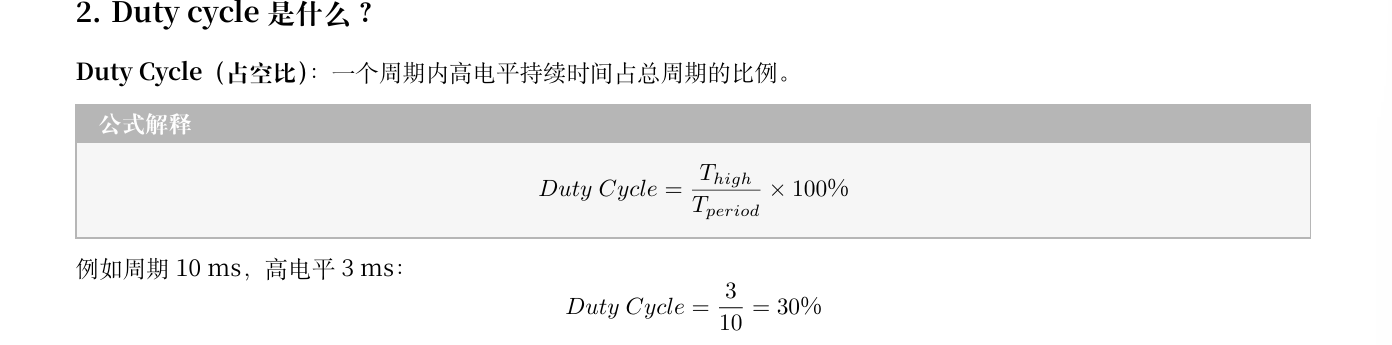 2. Duty cycle 是什么？
Duty Cycle（占空比）：一个周期内高电平持续时间占总周期的比例。
公式解释
Duty Cycle = T_high / T_period × 100%
例如周期 10 ms，高电平 3 ms：
Duty Cycle = 3 / 10 = 30%